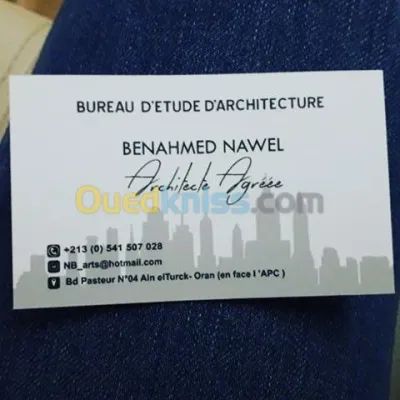 BUREAU D'ETUDE D'ARCHITECTURE
BENAHMED NAWEL
Architecte Agréée
Ouedkniss.com
+213 (0) 541 507 028
NB_arts@hotmail.com
Bd Pasteur N°04 Ain elTurck- Oran (en face l 'APC )